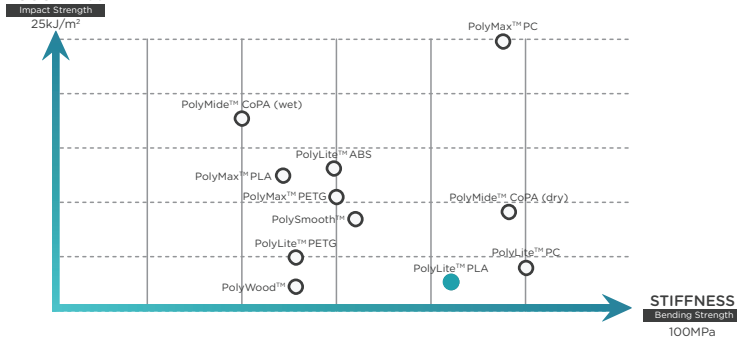 Impact Strength
25kJ/m²
PolyMax™ PC
PolyMide™ CoPA (wet)
PolyLite™ ABS
PolyMax™ PLA
PolyMax™ PETG
PolyMide™ CoPA (dry)
PolySmooth™
PolyLite™ PETG
PolyLite™ PC
PolyLite™ PLA
PolyWood™
STIFFNESS
Bending Strength
100MPa